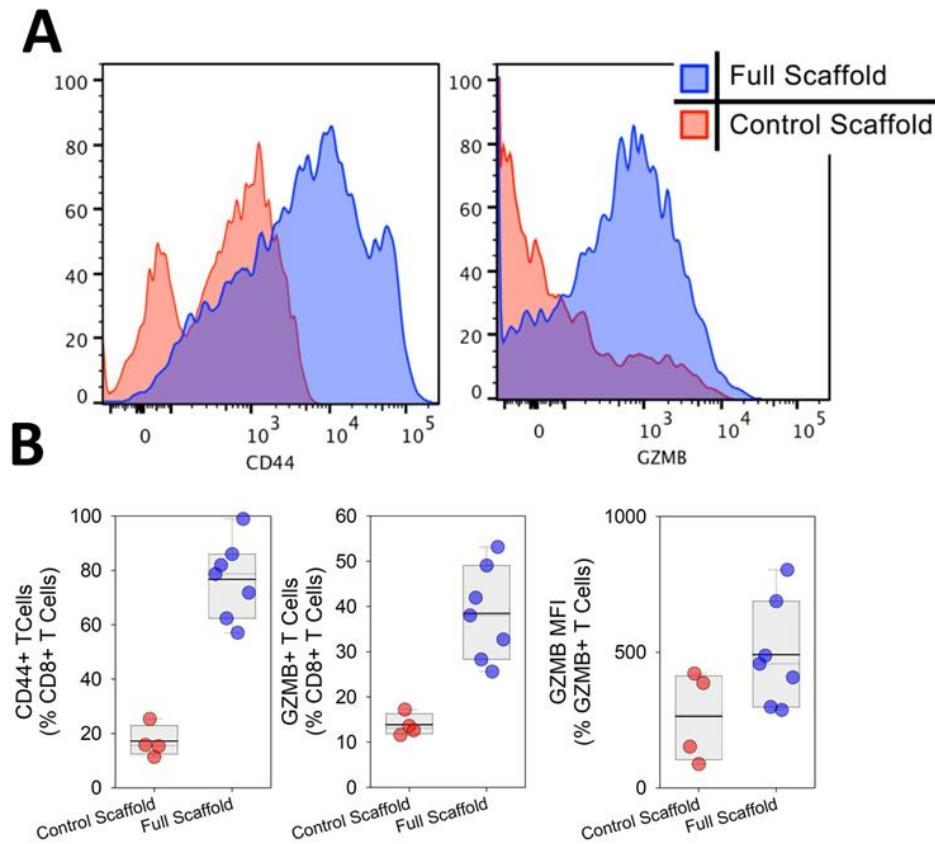 A
Full Scaffold
Control Scaffold
100
80
60
40
20
0
0
10^3
10^4
10^5
CD44
100
80
60
40
20
0
0
10^3
10^4
10^5
GZMB
B
CD44+ TCells
(% CD8+ T Cells)
100
80
60
40
20
0
Control Scaffold
Full Scaffold
GZMB+ T Cells
(% CD8+ T Cells)
60
50
40
30
20
10
0
Control Scaffold
Full Scaffold
GZMB MFI
(% GZMB+ T Cells)
1000
500
0
Control Scaffold
Full Scaffold